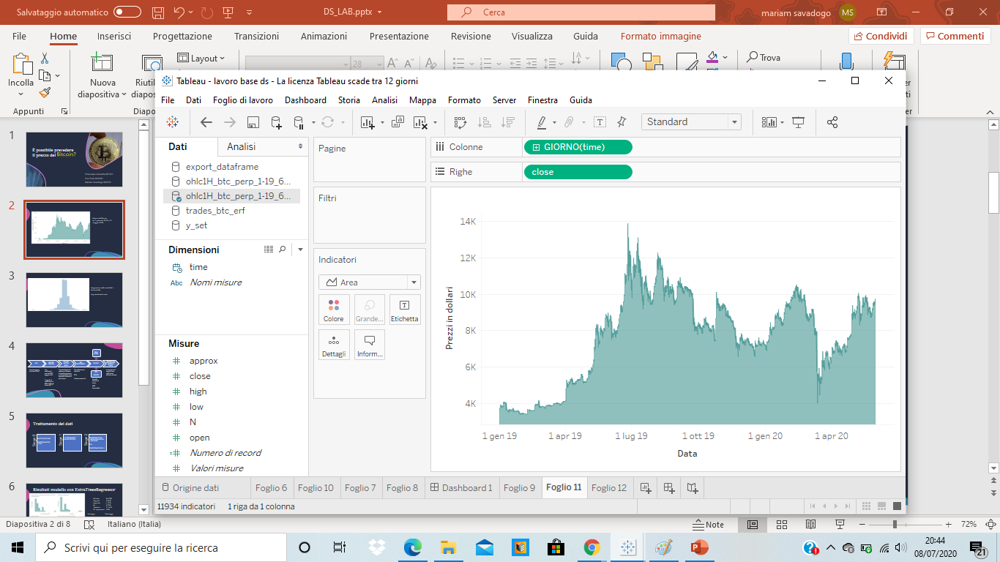 Salvataggio automatico
DS_LAB.pptx
Cerca
mariam savadogo
MS
File Home Inserisci Progettazione Transizioni Animazioni Presentazione Revisione Visualizza Guida Formato immagine
Condividi Commenti
Incolla
Nuova
diapositiva
Layout
28
Trova
Appunti
Tableau - lavoro base ds - La licenza Tableau scade tra 12 giorni
File Dati Foglio di lavoro Dashboard Storia Analisi Mappa Formato Server Finestra Guida
Standard
Dati Analisi
export_dataframe
ohlc1H_btc_perp_1-19_6...
ohlc1H_btc_perp_1-19_6...
trades_btc_erf
y_set
Dimensioni
time
Abc Nomi misure
Misure
approx
close
high
low
N
open
Numero di record
Valori misure
Pagine
Filtri
Indicatori
Area
Colore Grande... Etichetta
Dettagli Inform...
Colonne GIORNO(time)
Righe close
Prezzi in dollari
14K
12K
10K
8K
6K
4K
1 gen 19 1 apr 19 1 lug 19 1 ott 19 1 gen 20 1 apr 20
Data
Origine dati Foglio 6 Foglio 10 Foglio 7 Foglio 8 Dashboard 1 Foglio 9 Foglio 11 Foglio 12
11934 indicatori 1 riga da 1 colonna
1
È possibile prevedere
il prezzo del Bitcoin?
2
3
4
5
Trattamento dei dati
6
Risultati modello con ExtraTreesRegressor
Diapositiva 2 di 8 Italiano (Italia)
Note
72%
Scrivi qui per eseguire la ricerca
20:44
08/07/2020
21